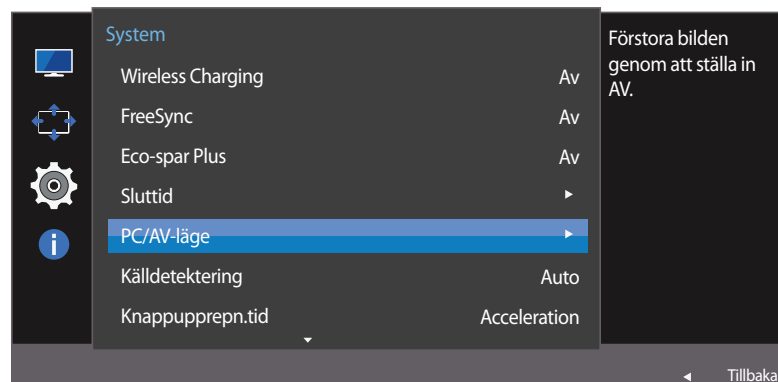 System
Wireless Charging Av
FreeSync Av
Eco-spar Plus Av
Sluttid
PC/AV-läge
Källdetektering Auto
Knappupprepn.tid Acceleration
Förstora bilden
genom att ställa in
AV.
Tillbaka